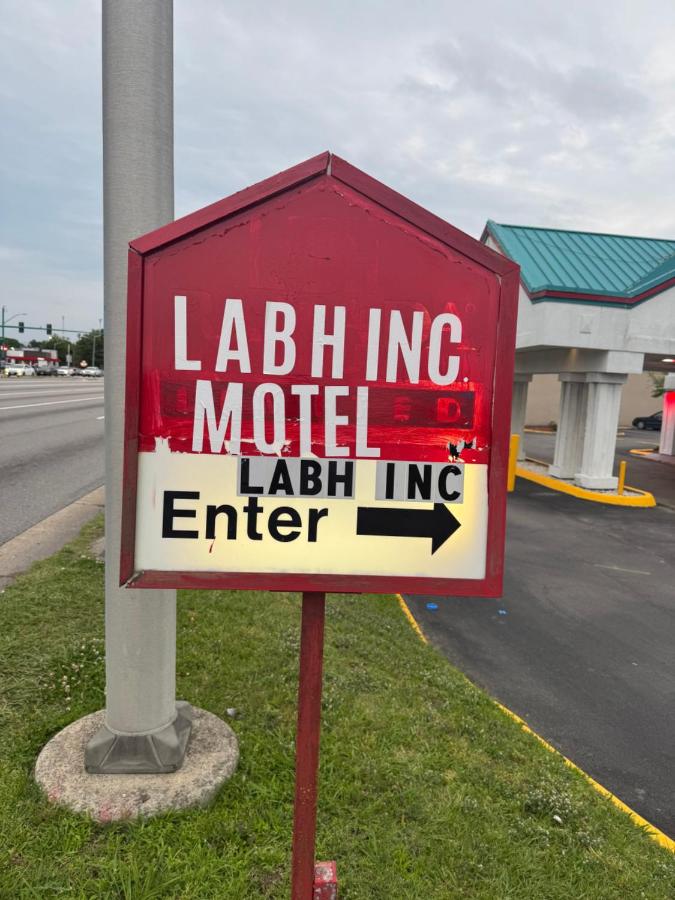 LABH INC.
MOTEL
LABH INC
Enter